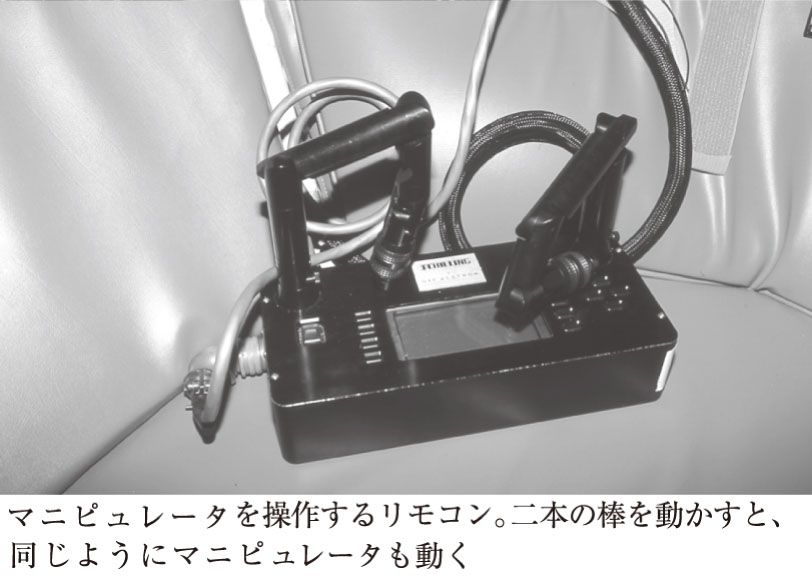 SCHILLING
マニピュレータを操作するリモコン。二本の棒を動かすと、
同じようにマニピュレータも動く